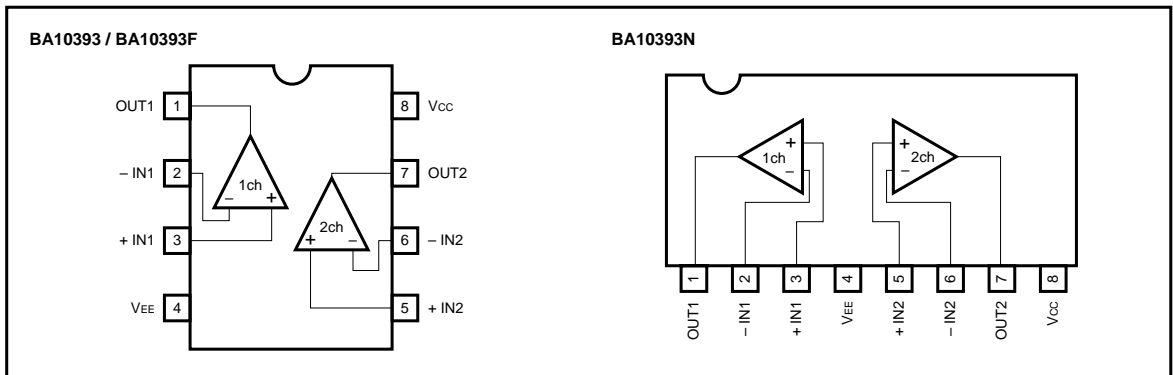 BA10393 / BA10393F
OUT1 1
– IN1 2
+ IN1 3
VEE 4
8 Vcc
7 OUT2
6 – IN2
5 + IN2
1ch
– +
2ch
+ –
BA10393N
1ch
+
–
2ch
+
–
1 2 3 4 5 6 7 8
OUT1
– IN1
+ IN1
VEE
+ IN2
– IN2
OUT2
Vcc